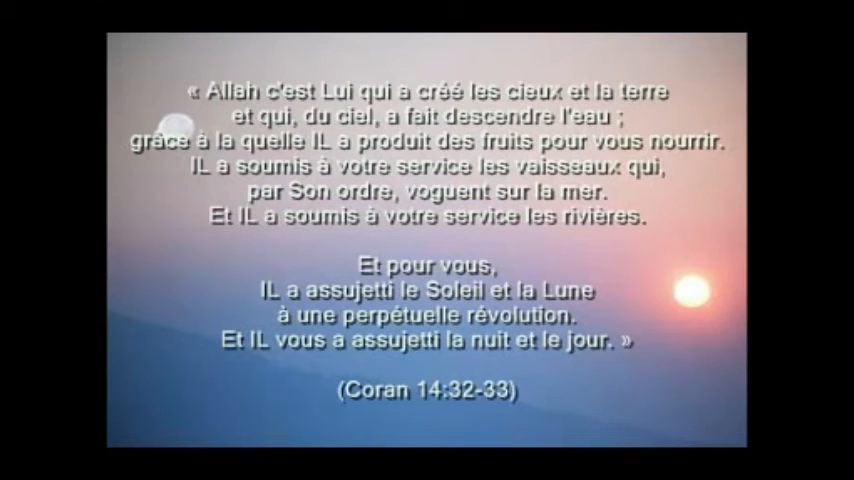 « Allah c'est Lui qui a créé les cieux et la terre
et qui, du ciel, a fait descendre l'eau ;
grâce à la quelle IL a produit des fruits pour vous nourrir.
IL a soumis à votre service les vaisseaux qui,
par Son ordre, voguent sur la mer.
Et IL a soumis à votre service les rivières.
Et pour vous,
IL a assujetti le Soleil et la Lune
à une perpétuelle révolution.
Et IL vous a assujetti la nuit et le jour. »
(Coran 14:32-33)